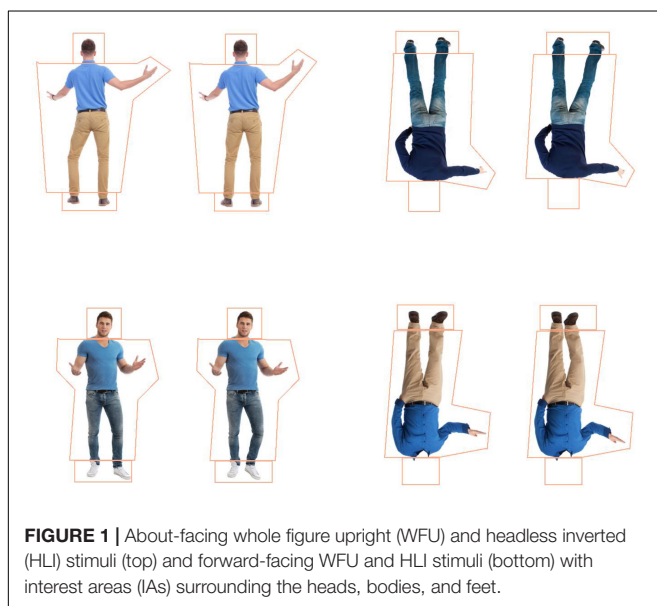 FIGURE 1 | About-facing whole figure upright (WFU) and headless inverted
(HLI) stimuli (top) and forward-facing WFU and HLI stimuli (bottom) with
interest areas (IAs) surrounding the heads, bodies, and feet.